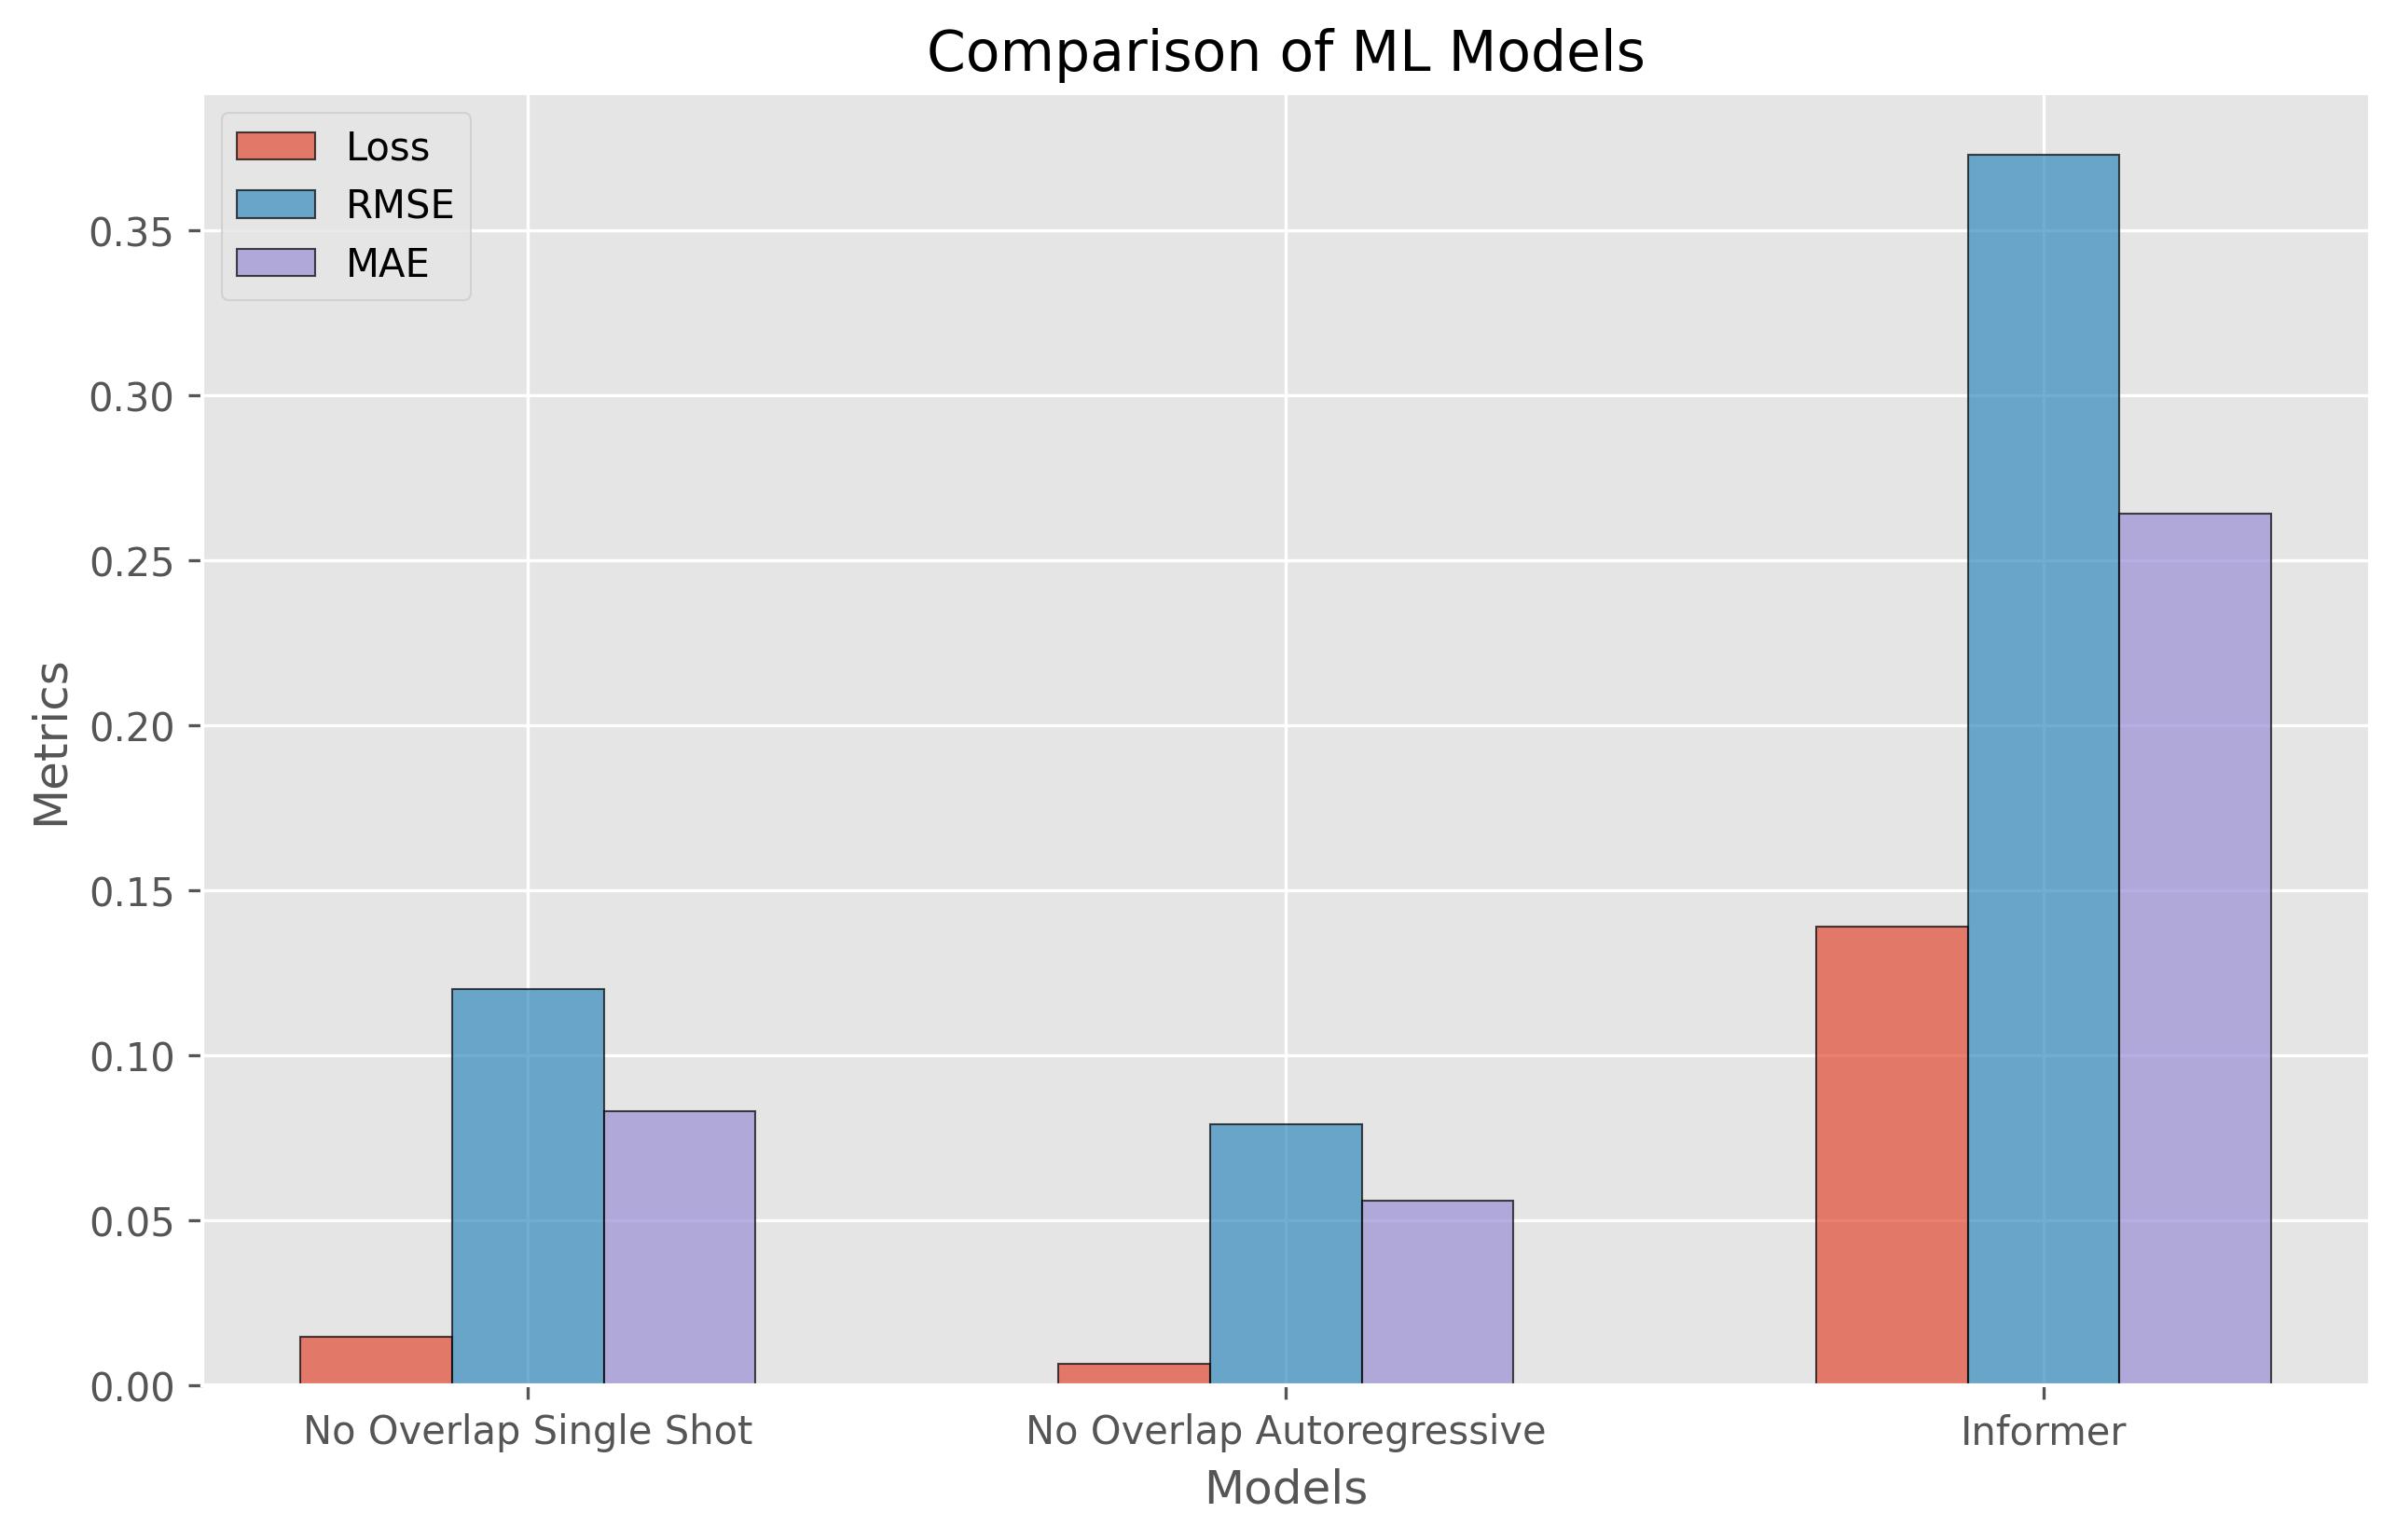 Comparison of ML Models
Loss
RMSE
MAE
0.35
0.30
0.25
0.20
0.15
0.10
0.05
0.00
Metrics
No Overlap Single Shot
No Overlap Autoregressive
Informer
Models